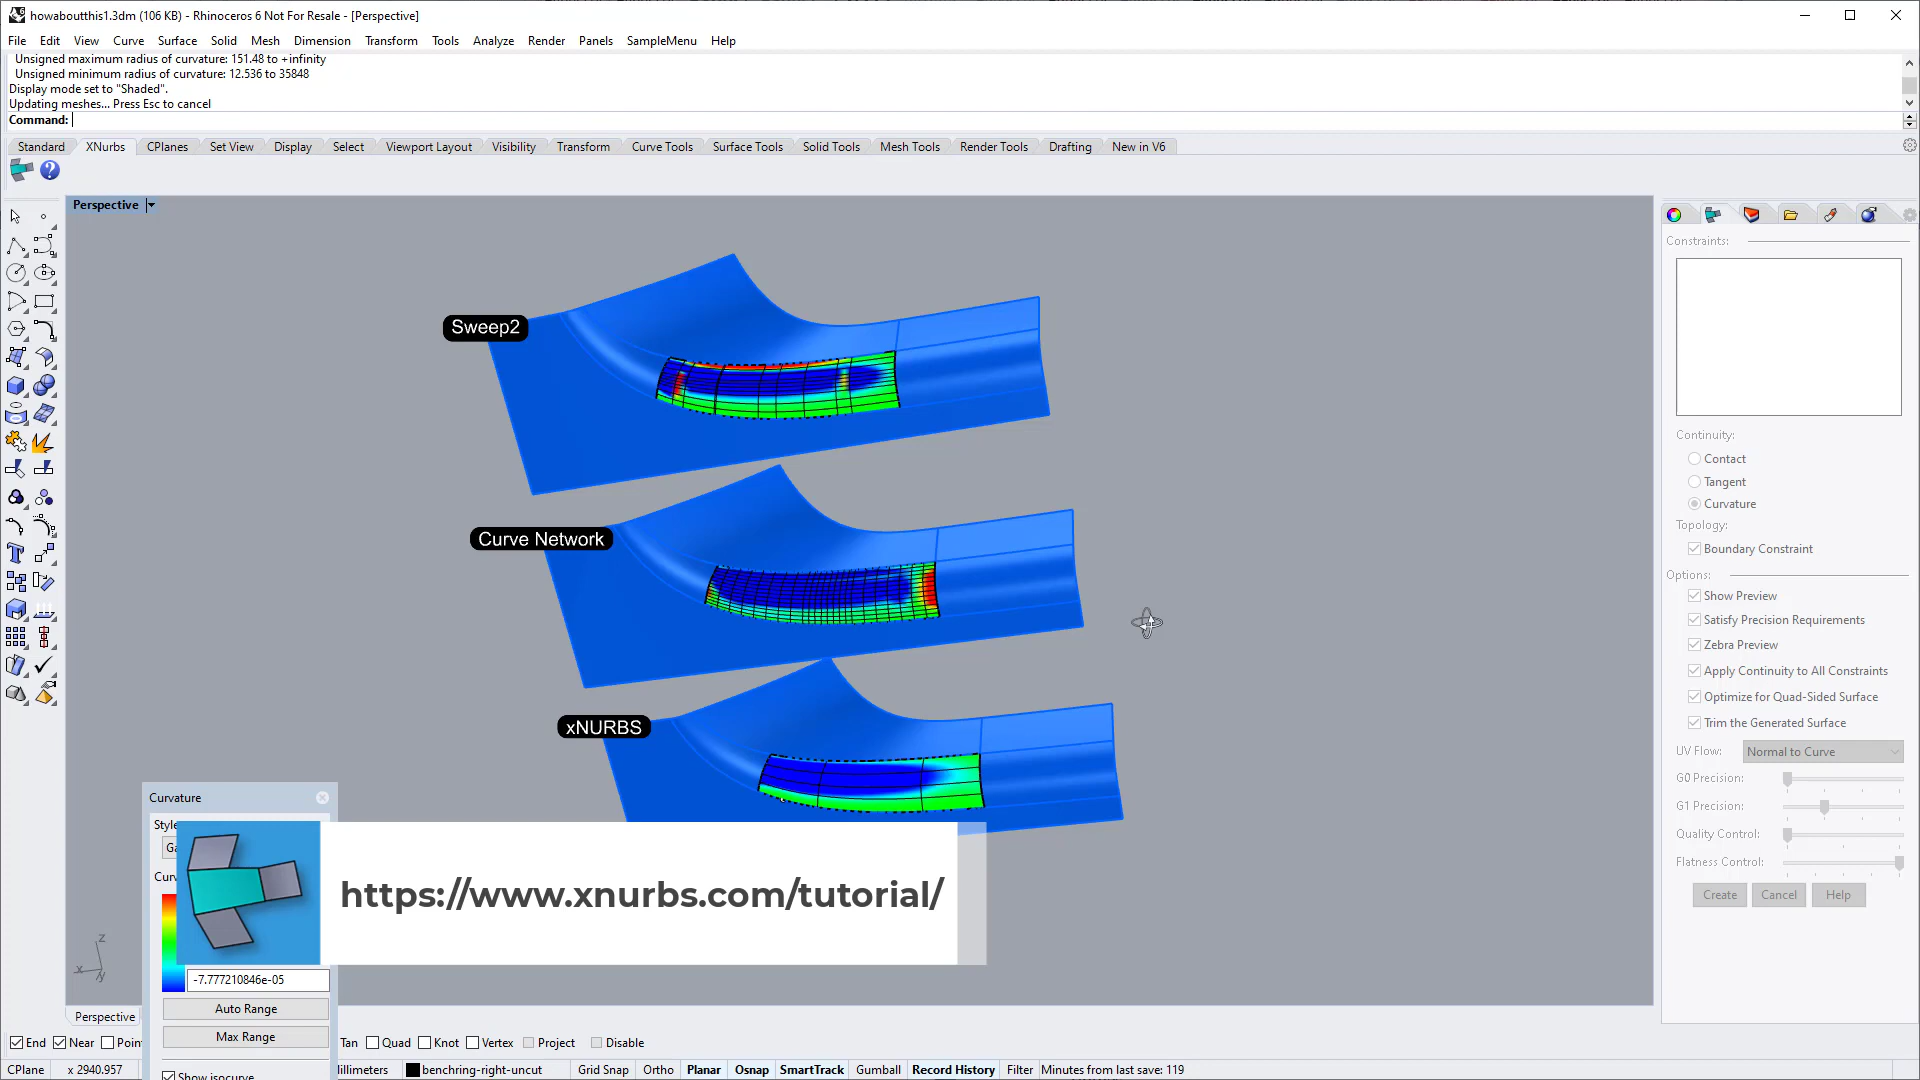 howaboutthis1.3dm (106 KB) - Rhinoceros 6 Not For Resale - [Perspective]
File Edit View Curve Surface Solid Mesh Dimension Transform Tools Analyze Render Panels SampleMenu Help
Unsigned maximum radius of curvature: 151.48 to +infinity
Unsigned minimum radius of curvature: 12.536 to 35848
Display mode set to "Shaded".
Updating meshes... Press Esc to cancel
Command:
Standard XNurbs CPlanes Set View Display Select Viewport Layout Visibility Transform Curve Tools Surface Tools Solid Tools Mesh Tools Render Tools Drafting New in V6
Perspective
Constraints:
Sweep2
Continuity:
Contact
Tangent
Curvature
Topology:
Curve Network
Boundary Constraint
Options:
Show Preview
Satisfy Precision Requirements
Zebra Preview
Apply Continuity to All Constraints
Optimize for Quad-Sided Surface
Trim the Generated Surface
xNURBS
UV Flow: Normal to Curve
G0 Precision:
G1 Precision:
Quality Control:
Flatness Control:
Create Cancel Help
Curvature
Style
Ga
Curv
https://www.xnurbs.com/tutorial/
z
x
y
-7.777210846e-05
Auto Range
Max Range
Show isocurve
Perspective
End Near Point Tan Quad Knot Vertex Project Disable
CPlane x 2940.957 illimeters benchring-right-uncut Grid Snap Ortho Planar Osnap SmartTrack Gumball Record History Filter Minutes from last save: 119